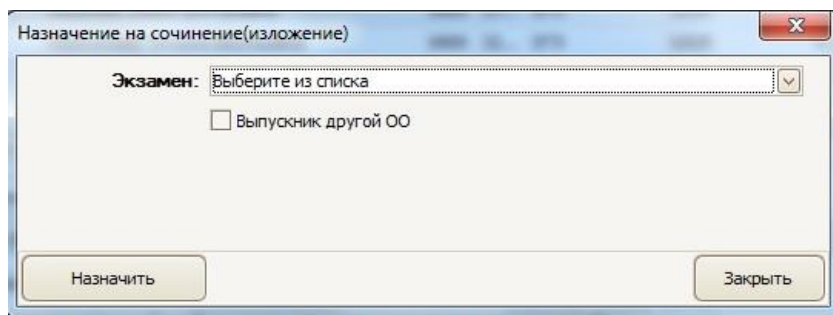 Назначение на сочинение(изложение)
Экзамен: Выберите из списка
Выпускник другой ОО
Назначить Закрыть